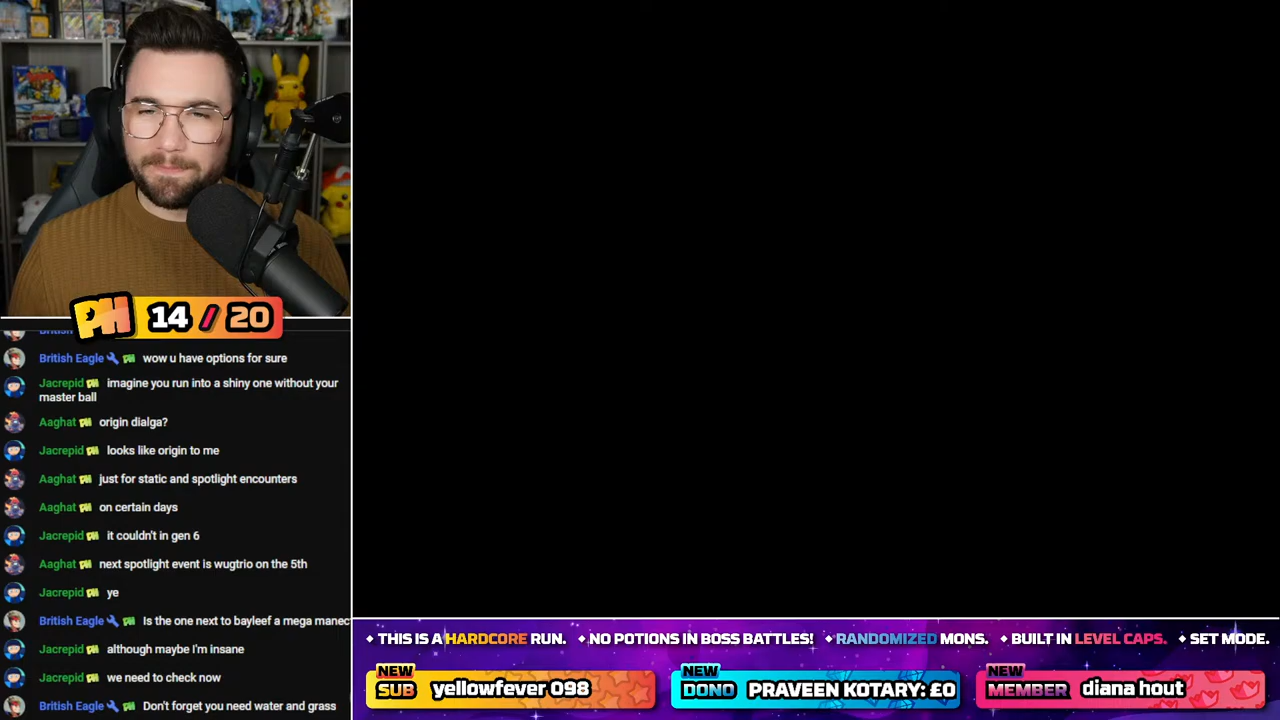 PH 14 / 20
British
British Eagle wow u have options for sure
Jacrepid imagine you run into a shiny one without your
master ball
Aaghat origin dialga?
Jacrepid looks like origin to me
Aaghat just for static and spotlight encounters
Aaghat on certain days
Jacrepid it couldn't in gen 6
Aaghat next spotlight event is wugtrio on the 5th
Jacrepid ye
British Eagle Is the one next to bayleef a mega manec
Jacrepid although maybe I'm insane
Jacrepid we need to check now
British Eagle Don't forget you need water and grass
THIS IS A HARDCORE RUN. NO POTIONS IN BOSS BATTLES! RANDOMIZED MONS. BUILT IN LEVEL CAPS. SET MODE.
NEW SUB yellowfever 098
NEW DONO PRAVEEN KOTARY: £0
NEW MEMBER diana hout